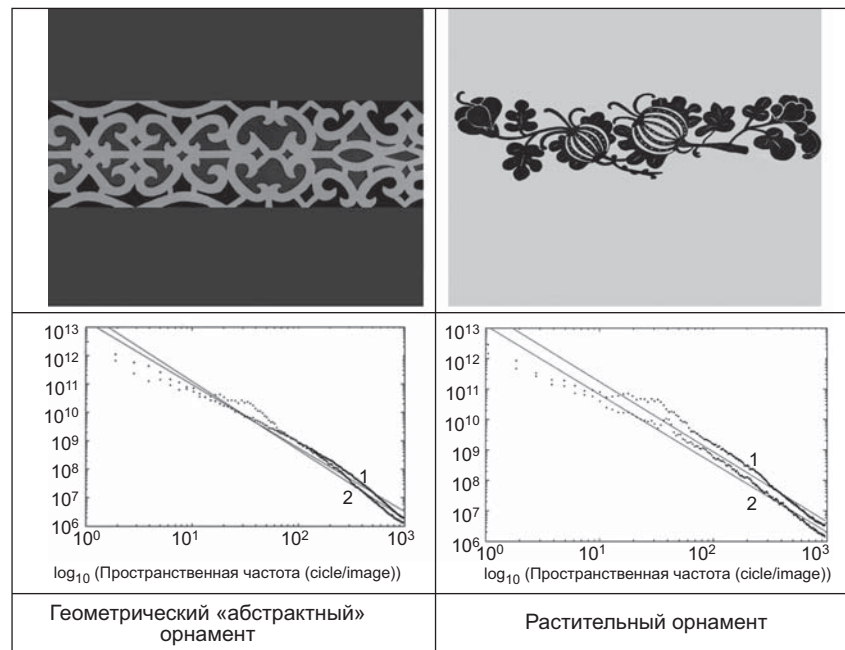 10¹³
10¹²
10¹¹
10¹⁰
10⁹
10⁸
10⁷
10⁶
1
2
10⁰ 10¹ 10² 10³
log₁₀ (Пространственная частота (cicle/image))
10¹³
10¹²
10¹¹
10¹⁰
10⁹
10⁸
10⁷
10⁶
1
2
10⁰ 10¹ 10² 10³
log₁₀ (Пространственная частота (cicle/image))
Геометрический «абстрактный»
орнамент
Растительный орнамент